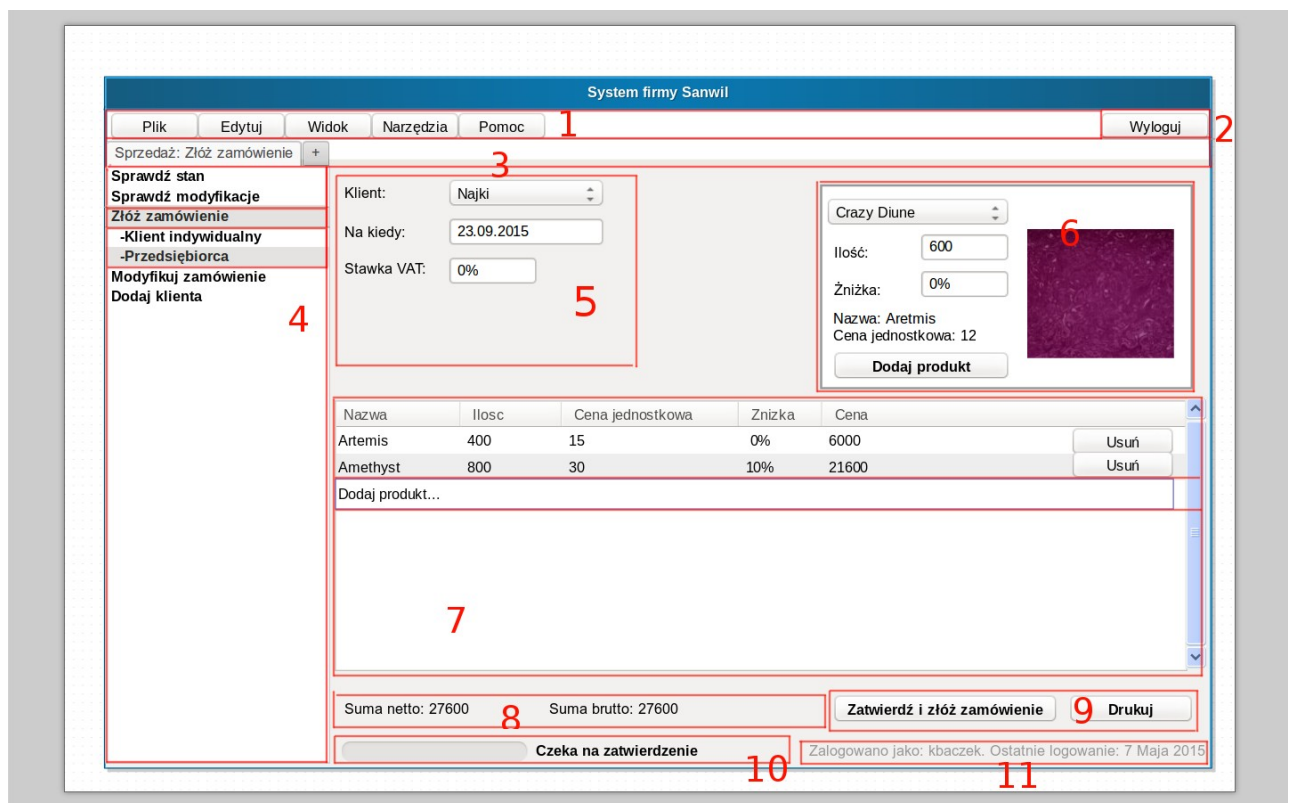 System firmy Sanwil
Plik Edytuj Widok Narzędzia Pomoc 1 Wyloguj 2
Sprzedaż: Złóż zamówienie + 3
Sprawdź stan
Sprawdź modyfikacje
Złóż zamówienie
-Klient indywidualny
-Przedsiębiorca
Modyfikuj zamówienie
Dodaj klienta
4
Klient: Najki
Na kiedy: 23.09.2015
Stawka VAT: 0%
5
Crazy Diune
6
Ilość: 600
Żniżka: 0%
Nazwa: Aretmis
Cena jednostkowa: 12
Dodaj produkt
Nazwa Ilosc Cena jednostkowa Znizka Cena
Artemis 400 15 0% 6000 Usuń
Amethyst 800 30 10% 21600 Usuń
Dodaj produkt...
7
Suma netto: 27600 8 Suma brutto: 27600
Zatwierdź i złóż zamówienie 9 Drukuj
Czeka na zatwierdzenie 10
Zalogowano jako: kbaczek. Ostatnie logowanie: 7 Maja 2015
11